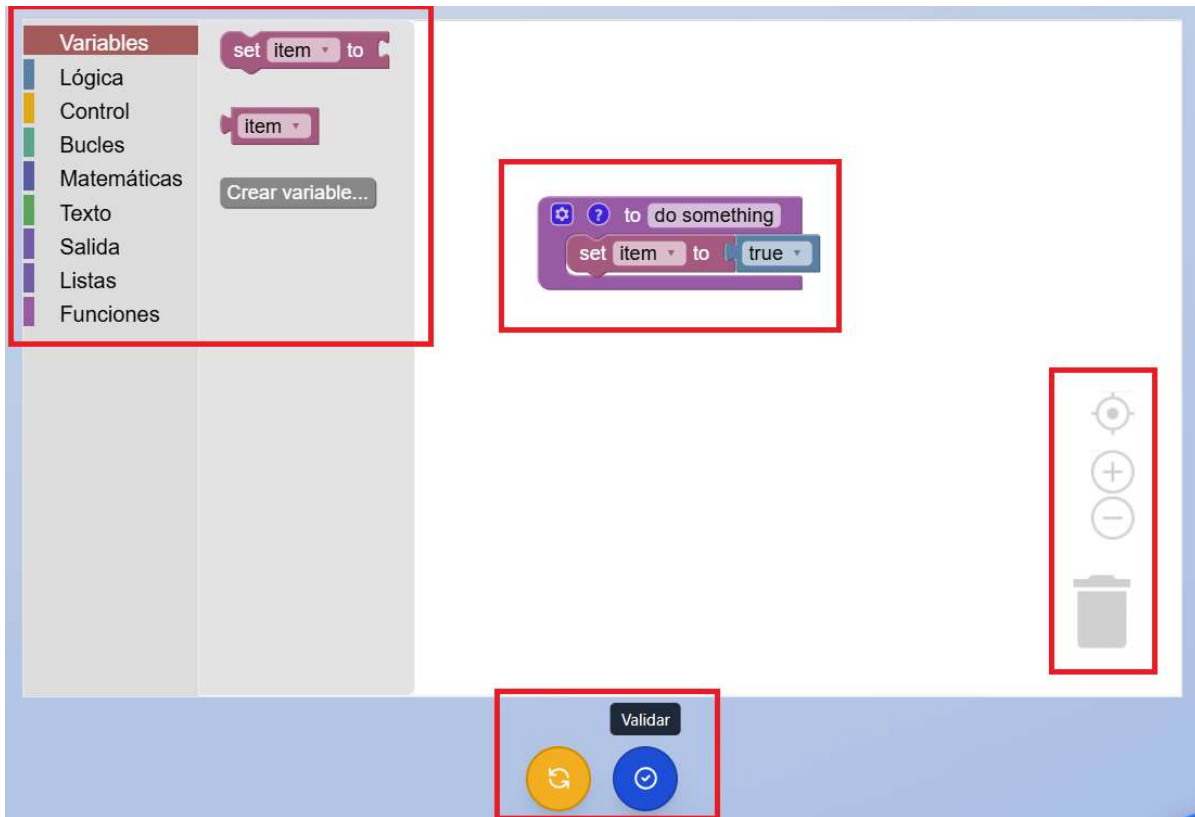 Variables
Lógica
Control
Bucles
Matemáticas
Texto
Salida
Listas
Funciones
set item to
item
Crear variable...
? to do something
set item to true
Validar